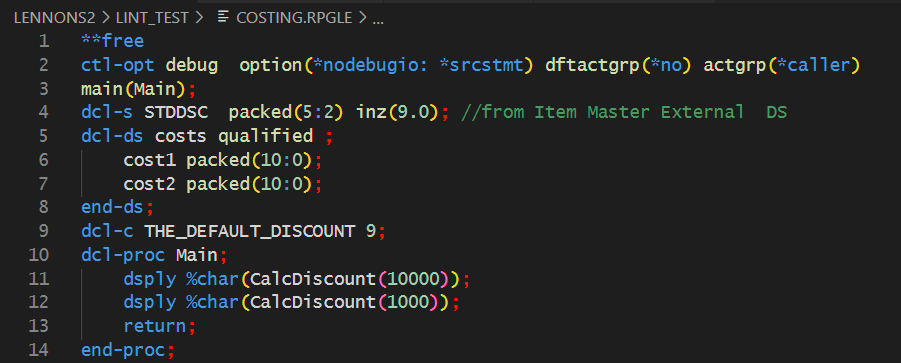 LENNONS2 > LINT_TEST > COSTING.RPGLE > ...
1 **free
2 ctl-opt debug  option(*nodebugio: *srcstmt) dftactgrp(*no) actgrp(*caller)
3 main(Main);
4 dcl-s STDDSC  packed(5:2) inz(9.0); //from Item Master External  DS
5 dcl-ds costs qualified ;
6     cost1 packed(10:0);
7     cost2 packed(10:0);
8 end-ds;
9 dcl-c THE_DEFAULT_DISCOUNT 9;
10 dcl-proc Main;
11     dsply %char(CalcDiscount(10000));
12     dsply %char(CalcDiscount(1000));
13     return;
14 end-proc;